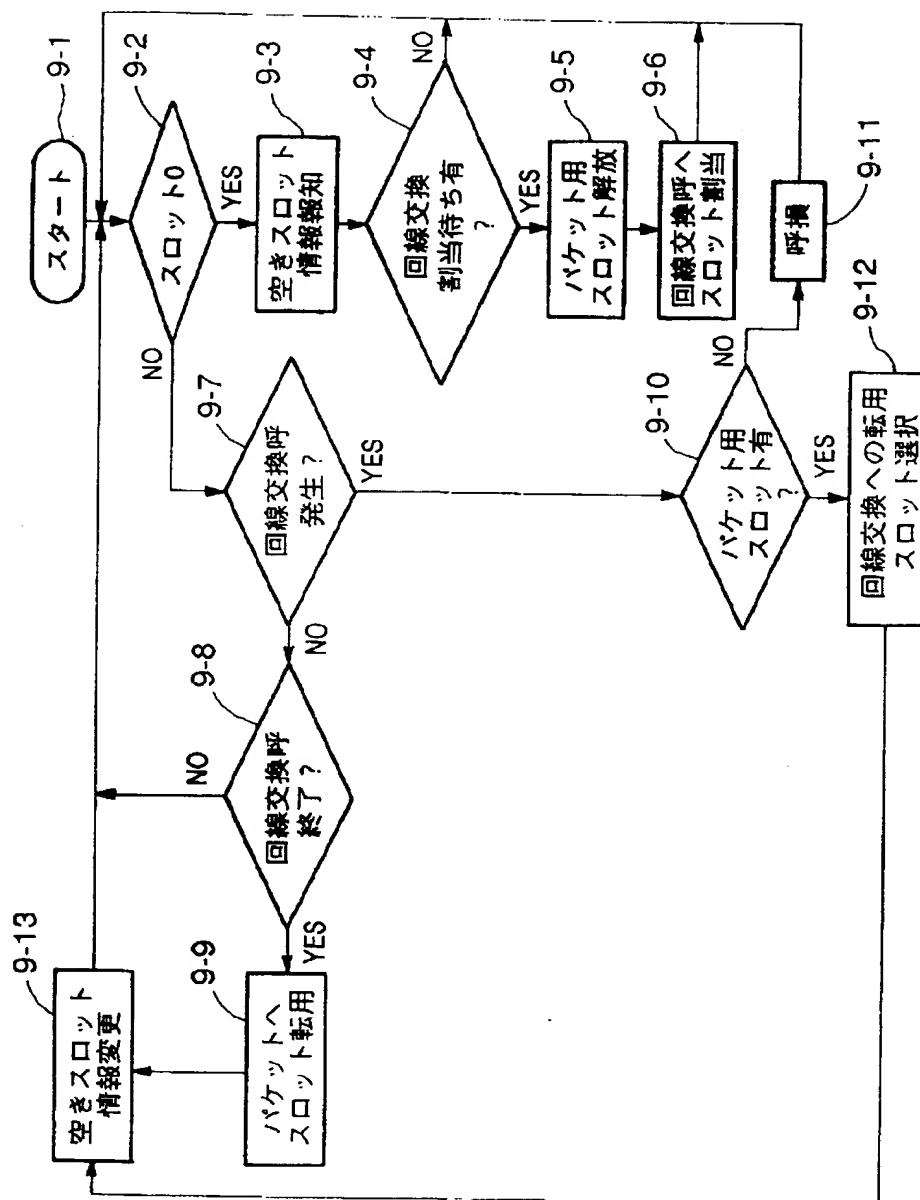 スタート
9-1
スロット0
9-2
YES
NO
空きスロット
情報報知
9-3
回線交換
割当待ち有
?
9-4
NO
YES
パケット用
スロット解放
9-5
回線交換呼へ
スロット割当
9-6
回線交換呼
発生?
9-7
YES
NO
回線交換呼
終了?
9-8
NO
YES
パケットへ
スロット転用
9-9
パケット用
スロット有
?
9-10
NO
YES
呼損
9-11
回線交換への転用
スロット選択
9-12
空きスロット
情報変更
9-13